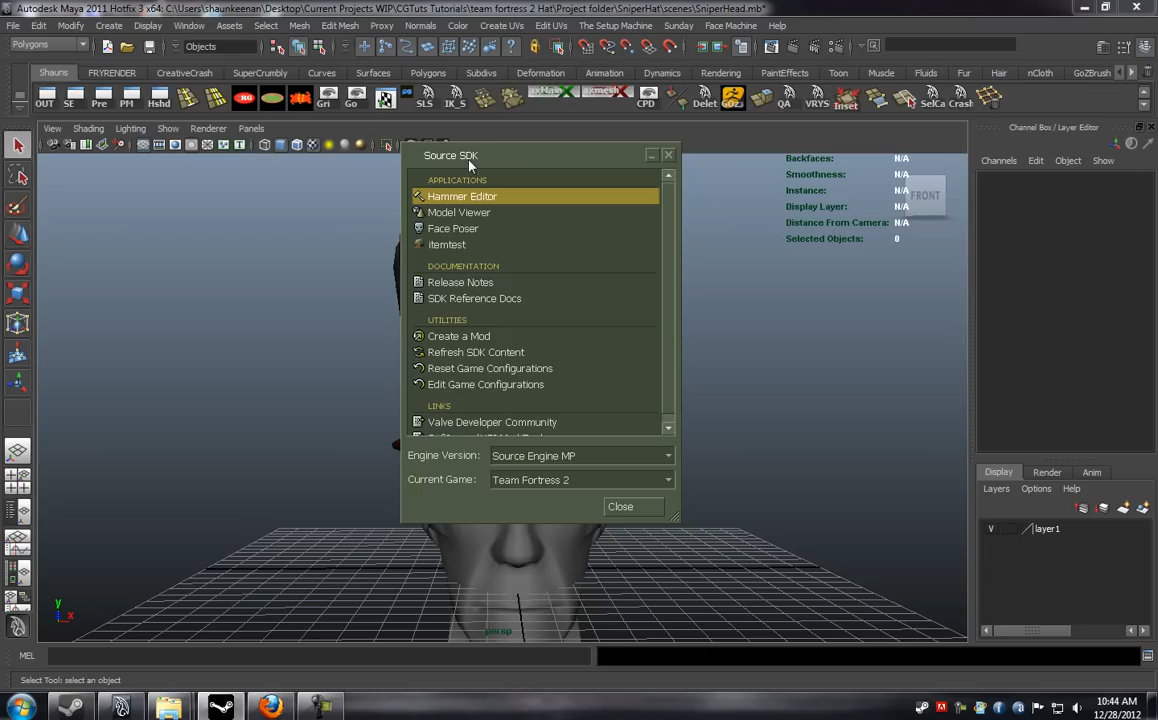 Autodesk Maya 2011 Hotfix 3 x64: C:\Users\shaunkeenan\Desktop\Current Projects WIP\CGTuts Tutorials\team fortress 2 Hat\Project folder\SniperHat\scenes\SniperHead.mb*
File Edit Modify Create Display Window Assets Select Mesh Edit Mesh Proxy Normals Color Create UVs Edit UVs The Setup Machine Muscle Sunday Face Machine Help
Polygons Objects
Shauns FRYRENDER CreativeCrash SuperCrumbly Curves Surfaces Polygons Subdivs Deformation Animation Dynamics Rendering PaintEffects Toon Muscle Fluids Fur Hair nCloth GoZBrush
OUT SE Pre PM Hshd Gri Go SLS IK_S CPD Delet GOz QA VRYS Inset SelCa Crash
View Shading Lighting Show Renderer Panels
Channel Box / Layer Editor
Channels Edit Object Show
Backfaces: N/A
Smoothness: N/A
Instance: N/A
Display Layer: N/A
Distance From Camera: N/A
Selected Objects: 0
FRONT
Source SDK
APPLICATIONS
Hammer Editor
Model Viewer
Face Poser
itemtest
DOCUMENTATION
Release Notes
SDK Reference Docs
UTILITIES
Create a Mod
Refresh SDK Content
Reset Game Configurations
Edit Game Configurations
LINKS
Valve Developer Community
Engine Version: Source Engine MP
Current Game: Team Fortress 2
Close
Display Render Anim
Layers Options Help
V layer1
y
x
persp
MEL
Select Tool: select an object
10:44 AM
12/28/2012